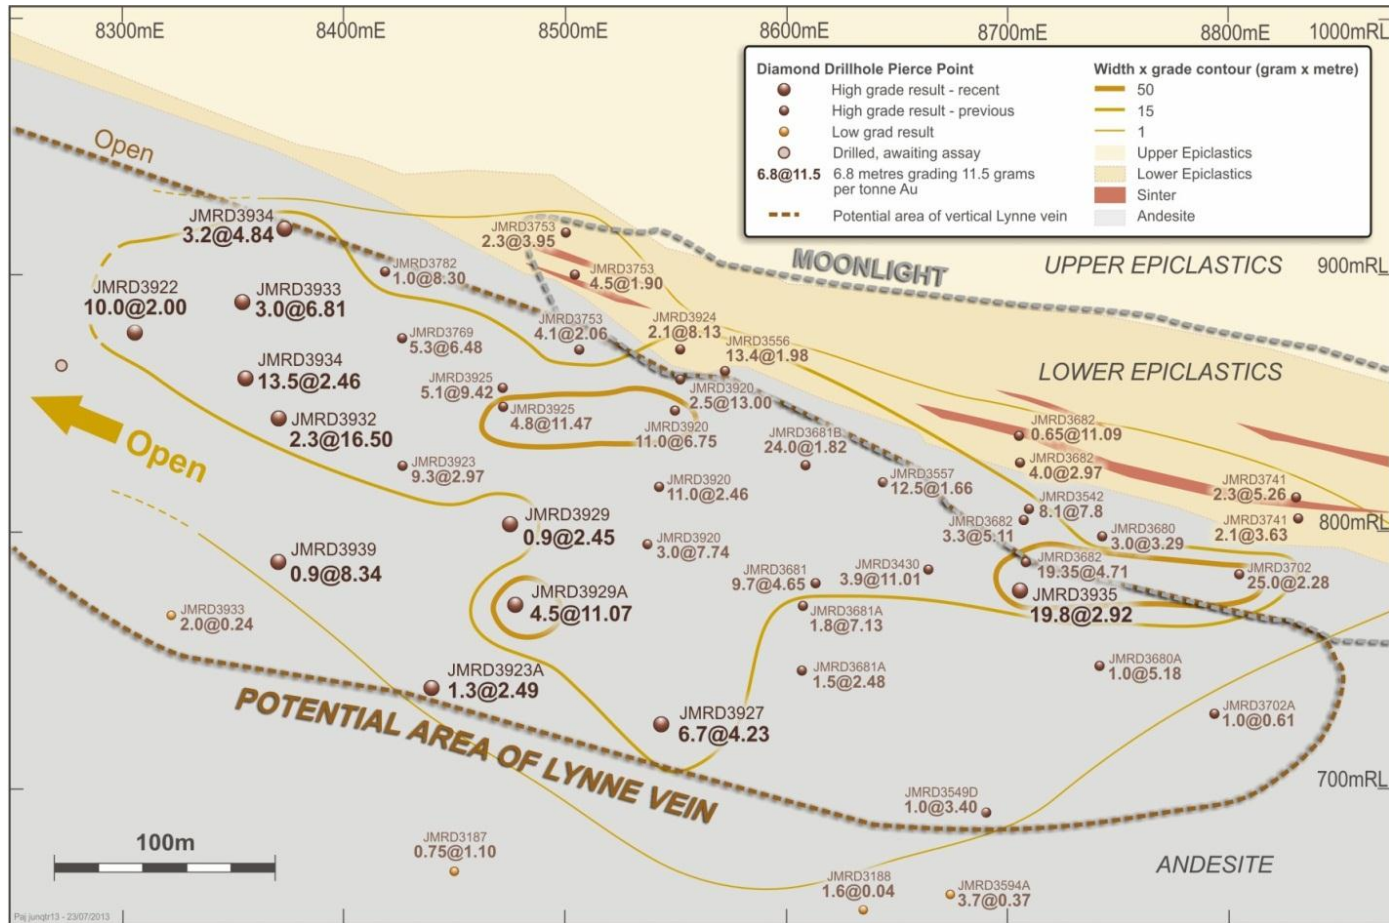 8300mE
8400mE
8500mE
8600mE
8700mE
8800mE
1000mRL
Diamond Drillhole Pierce Point
High grade result - recent
High grade result - previous
Low grad result
Drilled, awaiting assay
6.8@11.5
6.8 metres grading 11.5 grams
per tonne Au
Potential area of vertical Lynne vein
Width x grade contour (gram x metre)
50
15
1
Upper Epiclastics
Lower Epiclastics
Sinter
Andesite
Open
JMRD3934
3.2@4.84
JMRD3753
2.3@3.95
MOONLIGHT
UPPER EPICLASTICS
900mRL
JMRD3782
1.0@8.30
JMRD3753
4.5@1.90
JMRD3922
10.0@2.00
JMRD3933
3.0@6.81
JMRD3753
4.1@2.06
JMRD3924
2.1@8.13
JMRD3769
5.3@6.48
JMRD3556
13.4@1.98
JMRD3934
13.5@2.46
LOWER EPICLASTICS
JMRD3925
5.1@9.42
JMRD3920
2.5@13.00
JMRD3925
4.8@11.47
JMRD3920
11.0@6.75
JMRD3932
2.3@16.50
JMRD3682
0.65@11.09
JMRD3681B
24.0@1.82
Open
JMRD3923
9.3@2.97
JMRD3682
4.0@2.97
JMRD3557
12.5@1.66
JMRD3920
11.0@2.46
JMRD3741
2.3@5.26
JMRD3542
8.1@7.8
JMRD3929
0.9@2.45
JMRD3682
3.3@5.11
JMRD3741
2.1@3.63
800mRL
JMRD3680
3.0@3.29
JMRD3920
3.0@7.74
JMRD3939
0.9@8.34
JMRD3682
19.35@4.71
JMRD3702
25.0@2.28
JMRD3681
9.7@4.65
JMRD3430
3.9@11.01
JMRD3935
19.8@2.92
JMRD3929A
4.5@11.07
JMRD3933
2.0@0.24
JMRD3681A
1.8@7.13
JMRD3680A
1.0@5.18
JMRD3681A
1.5@2.48
JMRD3923A
1.3@2.49
JMRD3702A
1.0@0.61
JMRD3927
6.7@4.23
POTENTIAL AREA OF LYNNE VEIN
700mRL
JMRD3549D
1.0@3.40
100m
JMRD3187
0.75@1.10
ANDESITE
JMRD3188
1.6@0.04
JMRD3594A
3.7@0.37
Paj junqtr13 - 23/07/2013